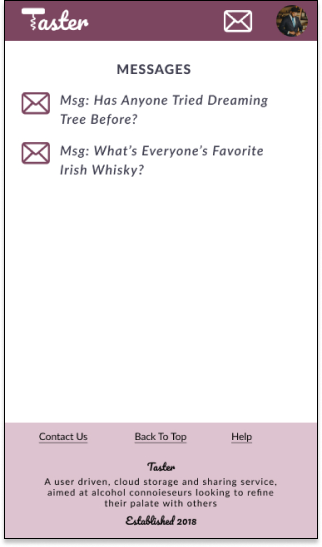 Taster
MESSAGES
Msg: Has Anyone Tried Dreaming
Tree Before?
Msg: What's Everyone's Favorite
Irish Whisky?
Contact Us Back To Top Help
Taster
A user driven, cloud storage and sharing service,
aimed at alcohol connoieseurs looking to refine
their palate with others
Established 2018